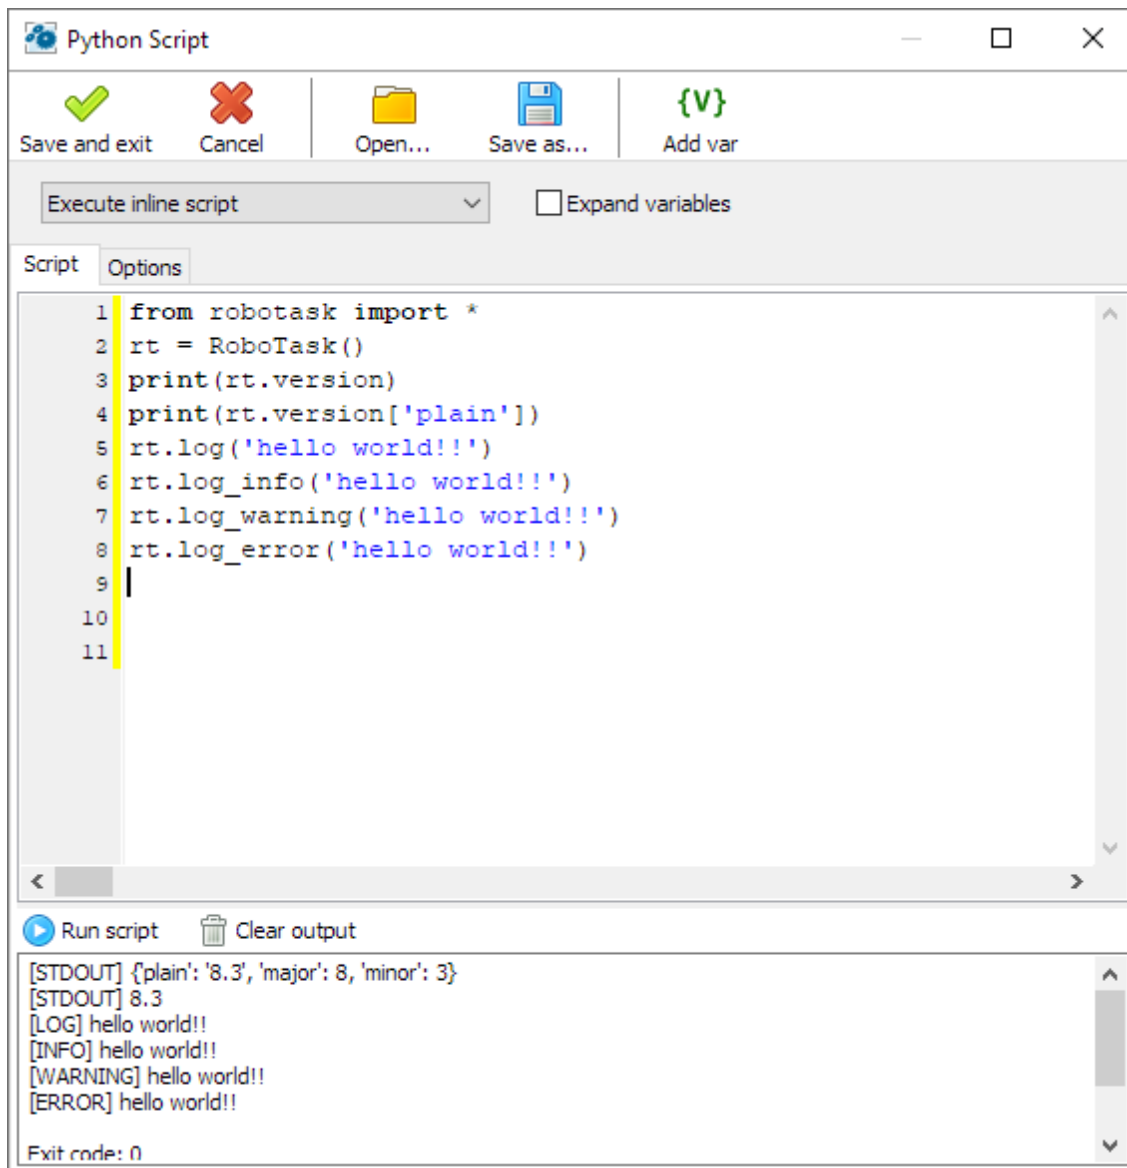 Python Script
Save and exit Cancel Open... Save as... {V} Add var
Execute inline script Expand variables
Script Options
1 from robotask import *
2 rt = RoboTask()
3 print(rt.version)
4 print(rt.version['plain'])
5 rt.log('hello world!!')
6 rt.log_info('hello world!!')
7 rt.log_warning('hello world!!')
8 rt.log_error('hello world!!')
9
10
11
Run script Clear output
[STDOUT] {'plain': '8.3', 'major': 8, 'minor': 3}
[STDOUT] 8.3
[LOG] hello world!!
[INFO] hello world!!
[WARNING] hello world!!
[ERROR] hello world!!
Exit code: 0